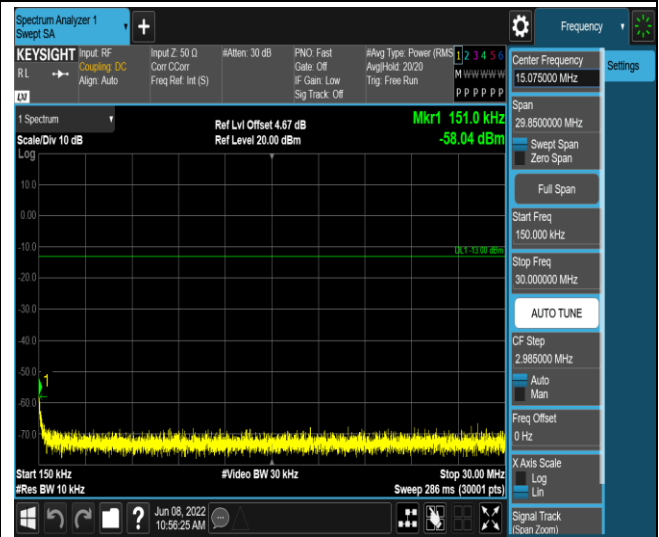 Spectrum Analyzer 1
Swept SA
+
Frequency
KEYSIGHT
RL
LXI
Input: RF
Coupling: DC
Align: Auto
Input Z: 50 Ω
Corr CCorr
Freq Ref: Int (S)
#Atten: 30 dB
PNO: Fast
Gate: Off
IF Gain: Low
Sig Track: Off
#Avg Type: Power (RMS
Avg|Hold: 20/20
Trig: Free Run
1 2 3 4 5 6
M W W W W W
P P P P P P
Center Frequency
15.075000 MHz
Settings
Span
29.8500000 MHz
Swept Span
Zero Span
Full Span
Start Freq
150.000 kHz
Stop Freq
30.000000 MHz
AUTO TUNE
CF Step
2.985000 MHz
Auto
Man
Freq Offset
0 Hz
X Axis Scale
Log
Lin
Signal Track
(Span Zoom)
1 Spectrum
Scale/Div 10 dB
Log
Ref Lvl Offset 4.67 dB
Ref Level 20.00 dBm
Mkr1 151.0 kHz
-58.04 dBm
10.0
0.00
-10.0
DL1 -13.00 dBm
-20.0
-30.0
-40.0
-50.0
1
-60.0
-70.0
Start 150 kHz
#Video BW 30 kHz
Stop 30.00 MHz
#Res BW 10 kHz
Sweep 286 ms (30001 pts)
?
Jun 08, 2022
10:56:25 AM